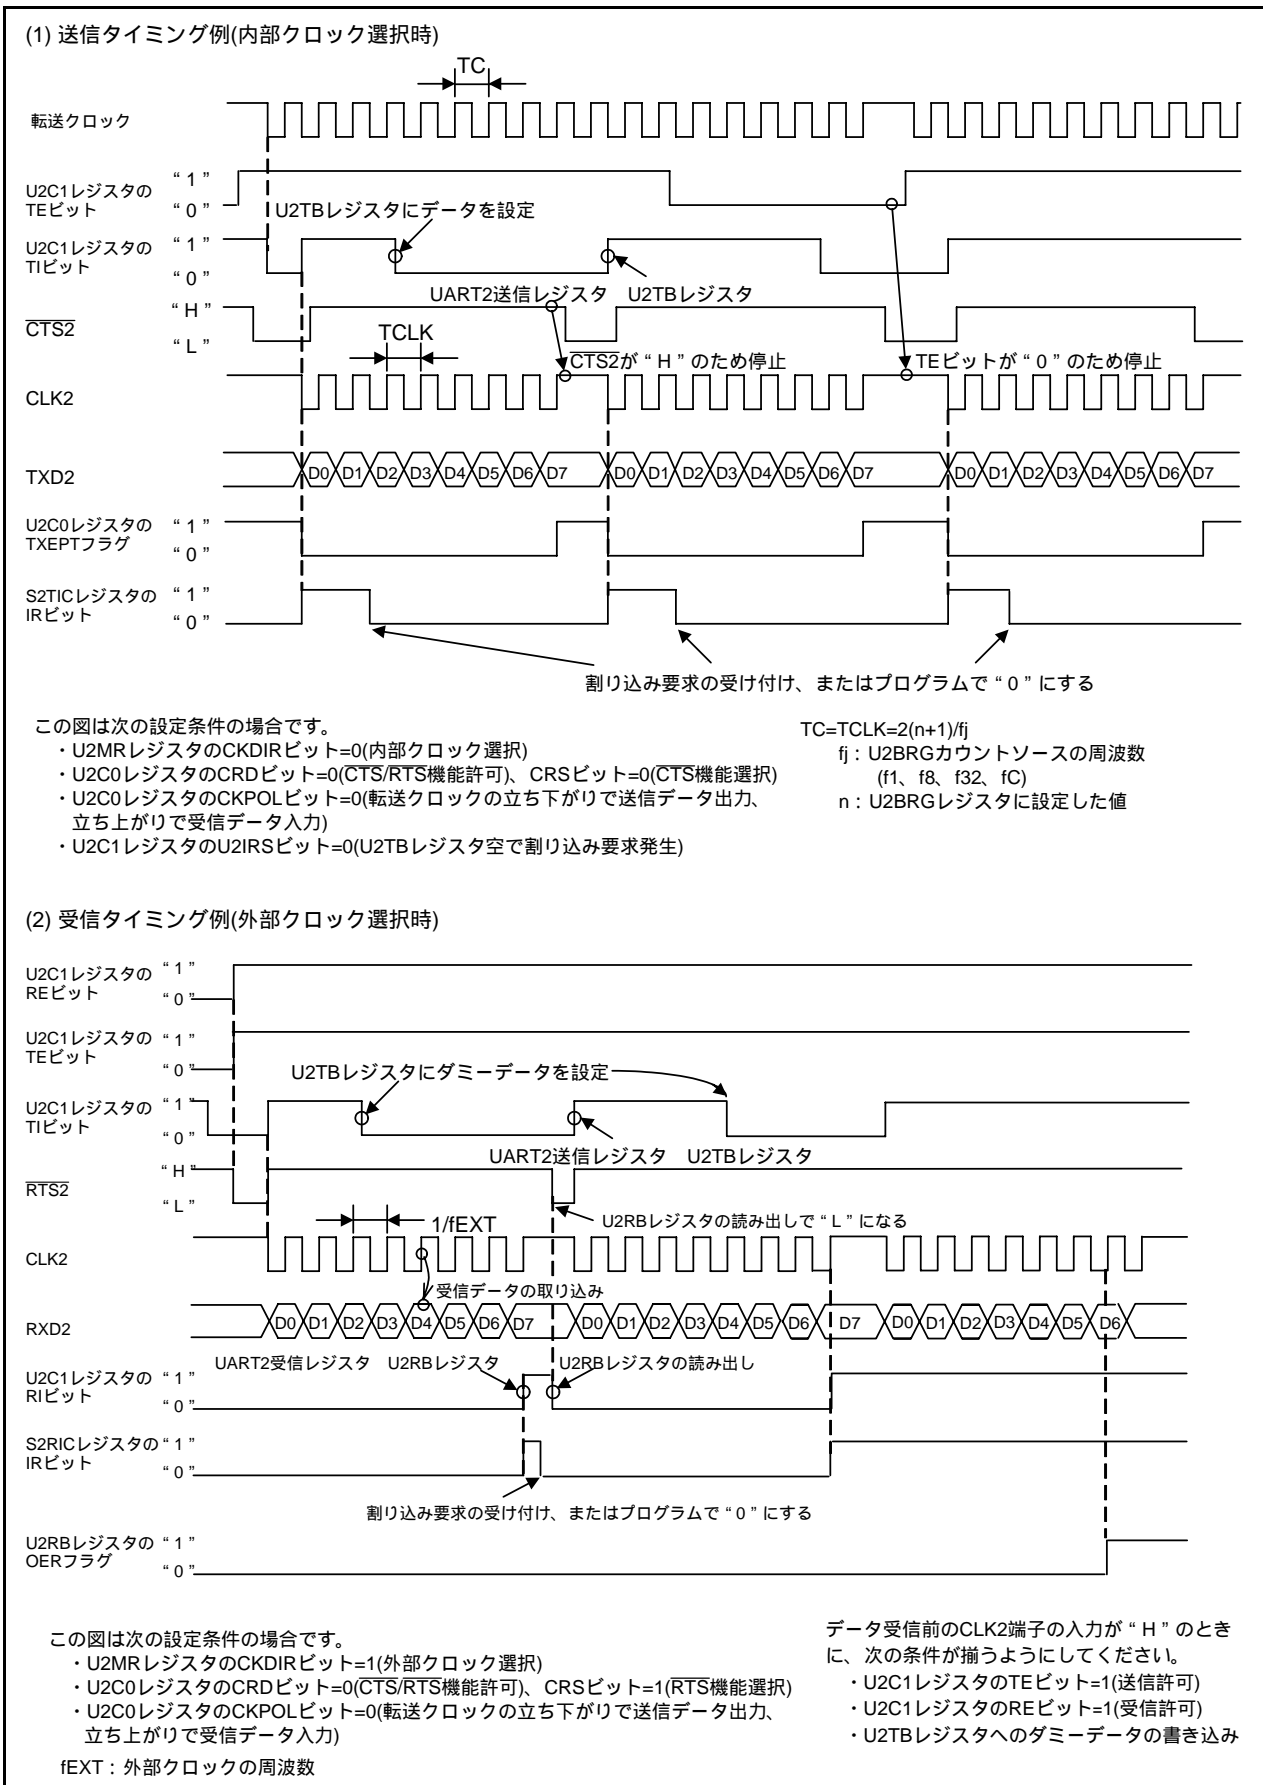 (1) 送信タイミング例(内部クロック選択時)
TC
転送クロック
U2C1レジスタの
TEビット
“ 1 ”
“ 0 ”
U2TBレジスタにデータを設定
U2C1レジスタの
TIビット
“ 1 ”
“ 0 ”
UART2送信レジスタ　U2TBレジスタ
CTS2
“ H ”
“ L ”
TCLK
CTS2が “ H ” のため停止
TEビットが “ 0 ” のため停止
CLK2
TXD2
D0 D1 D2 D3 D4 D5 D6 D7 D0 D1 D2 D3 D4 D5 D6 D7 D0 D1 D2 D3 D4 D5 D6 D7
U2C0レジスタの
TXEPTフラグ
“ 1 ”
“ 0 ”
S2TICレジスタの
IRビット
“ 1 ”
“ 0 ”
割り込み要求の受け付け、またはプログラムで “ 0 ” にする
この図は次の設定条件の場合です。
・U2MRレジスタのCKDIRビット=0(内部クロック選択)
・U2C0レジスタのCRDビット=0(CTS/RTS機能許可)、CRSビット=0(CTS機能選択)
・U2C0レジスタのCKPOLビット=0(転送クロックの立ち下がりで送信データ出力、
立ち上がりで受信データ入力)
・U2C1レジスタのU2IRSビット=0(U2TBレジスタ空で割り込み要求発生)
TC=TCLK=2(n+1)/fj
fj : U2BRGカウントソースの周波数
(f1、f8、f32、fC)
n : U2BRGレジスタに設定した値
(2) 受信タイミング例(外部クロック選択時)
U2C1レジスタの
REビット
“ 1 ”
“ 0 ”
U2C1レジスタの
TEビット
“ 1 ”
“ 0 ”
U2TBレジスタにダミーデータを設定
U2C1レジスタの
TIビット
“ 1 ”
“ 0 ”
UART2送信レジスタ　U2TBレジスタ
RTS2
“ H ”
“ L ”
1/fEXT
U2RBレジスタの読み出しで “ L ” になる
CLK2
受信データの取り込み
RXD2
D0 D1 D2 D3 D4 D5 D6 D7 D0 D1 D2 D3 D4 D5 D6 D7 D0 D1 D2 D3 D4 D5 D6
UART2受信レジスタ　U2RBレジスタ
U2RBレジスタの読み出し
U2C1レジスタの
RIビット
“ 1 ”
“ 0 ”
S2RICレジスタの
IRビット
“ 1 ”
“ 0 ”
割り込み要求の受け付け、またはプログラムで “ 0 ” にする
U2RBレジスタの
OERフラグ
“ 1 ”
“ 0 ”
この図は次の設定条件の場合です。
・U2MRレジスタのCKDIRビット=1(外部クロック選択)
・U2C0レジスタのCRDビット=0(CTS/RTS機能許可)、CRSビット=1(RTS機能選択)
・U2C0レジスタのCKPOLビット=0(転送クロックの立ち下がりで送信データ出力、
立ち上がりで受信データ入力)
fEXT : 外部クロックの周波数
データ受信前のCLK2端子の入力が “ H ” のとき
に、次の条件が揃うようにしてください。
・U2C1レジスタのTEビット=1(送信許可)
・U2C1レジスタのREビット=1(受信許可)
・U2TBレジスタへのダミーデータの書き込み